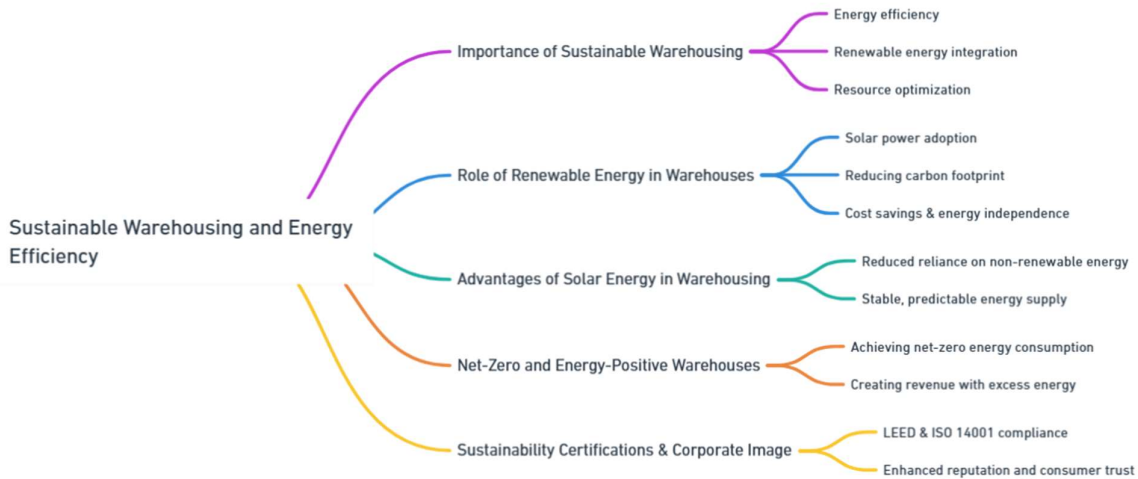 Sustainable Warehousing and Energy
Efficiency
Importance of Sustainable Warehousing
Energy efficiency
Renewable energy integration
Resource optimization
Role of Renewable Energy in Warehouses
Solar power adoption
Reducing carbon footprint
Cost savings & energy independence
Advantages of Solar Energy in Warehousing
Reduced reliance on non-renewable energy
Stable, predictable energy supply
Net-Zero and Energy-Positive Warehouses
Achieving net-zero energy consumption
Creating revenue with excess energy
Sustainability Certifications & Corporate Image
LEED & ISO 14001 compliance
Enhanced reputation and consumer trust